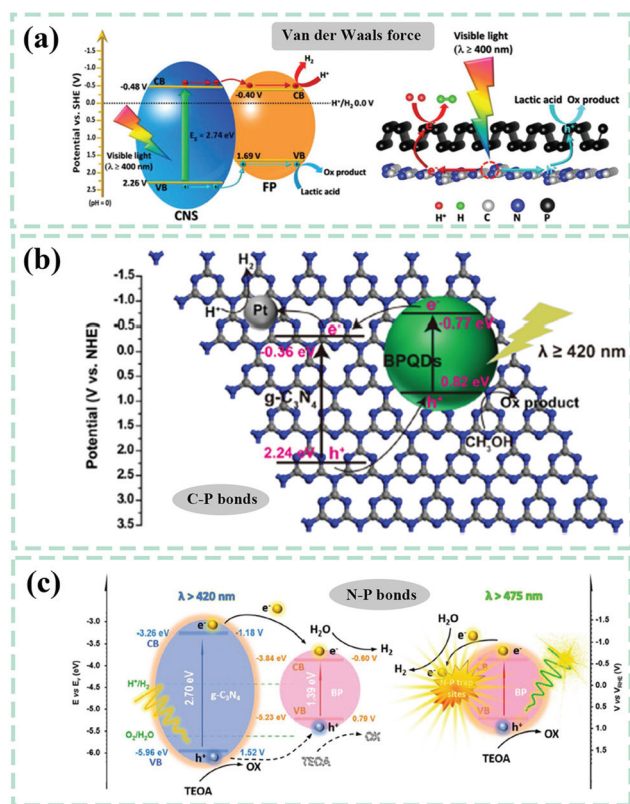 (a)
Van der Waals force
Potential vs. SHE (V)
-1.5
-1.0
-0.5
0.0
0.5
1.0
1.5
2.0
2.5
(pH = 0)
CB
-0.48 V
Visible light
(λ ≥ 400 nm)
Eg = 2.74 eV
2.26 V
VB
CNS
H2
H+
-0.40 V
CB
H+/H2 0.0 V
1.69 V
VB
FP
Ox product
Lactic acid
Visible light
(λ ≥ 400 nm)
Lactic acid
Ox product
e-
h+
H+
H
C
N
P
(b)
Potential (V vs. NHE)
-1.5
-1.0
-0.5
0.0
0.5
1.0
1.5
2.0
2.5
3.0
3.5
H2
H+
Pt
e-
-0.36 eV
g-C3N4
2.24 eV
h+
e-
-0.77 eV
BPQDs
0.82 eV
h+
λ ≥ 420 nm
Ox product
CH3OH
C-P bonds
(c)
λ > 420 nm
N-P bonds
λ > 475 nm
E vs Ev (eV)
-3.0
-3.5
-4.0
-4.5
-5.0
-5.5
-6.0
-3.26 eV
CB
e-
-1.18 V
H+/H2
2.70 eV
g-C3N4
O2/H2O
-5.96 eV
VB
h+
1.52 V
TEOA
OX
e-
H2O
H2
-3.84 eV
e-
-0.60 V
CB
1.39 eV
BP
-5.23 eV
VB
0.79 V
h+
OX
TEOA
H2O
H2
e-
e-
N-P trap
sites
e-
CB
BP
VB
h+
TEOA
OX
-1.5
-1.0
-0.5
0.0
0.5
1.0
1.5
V vs VRHE (V)